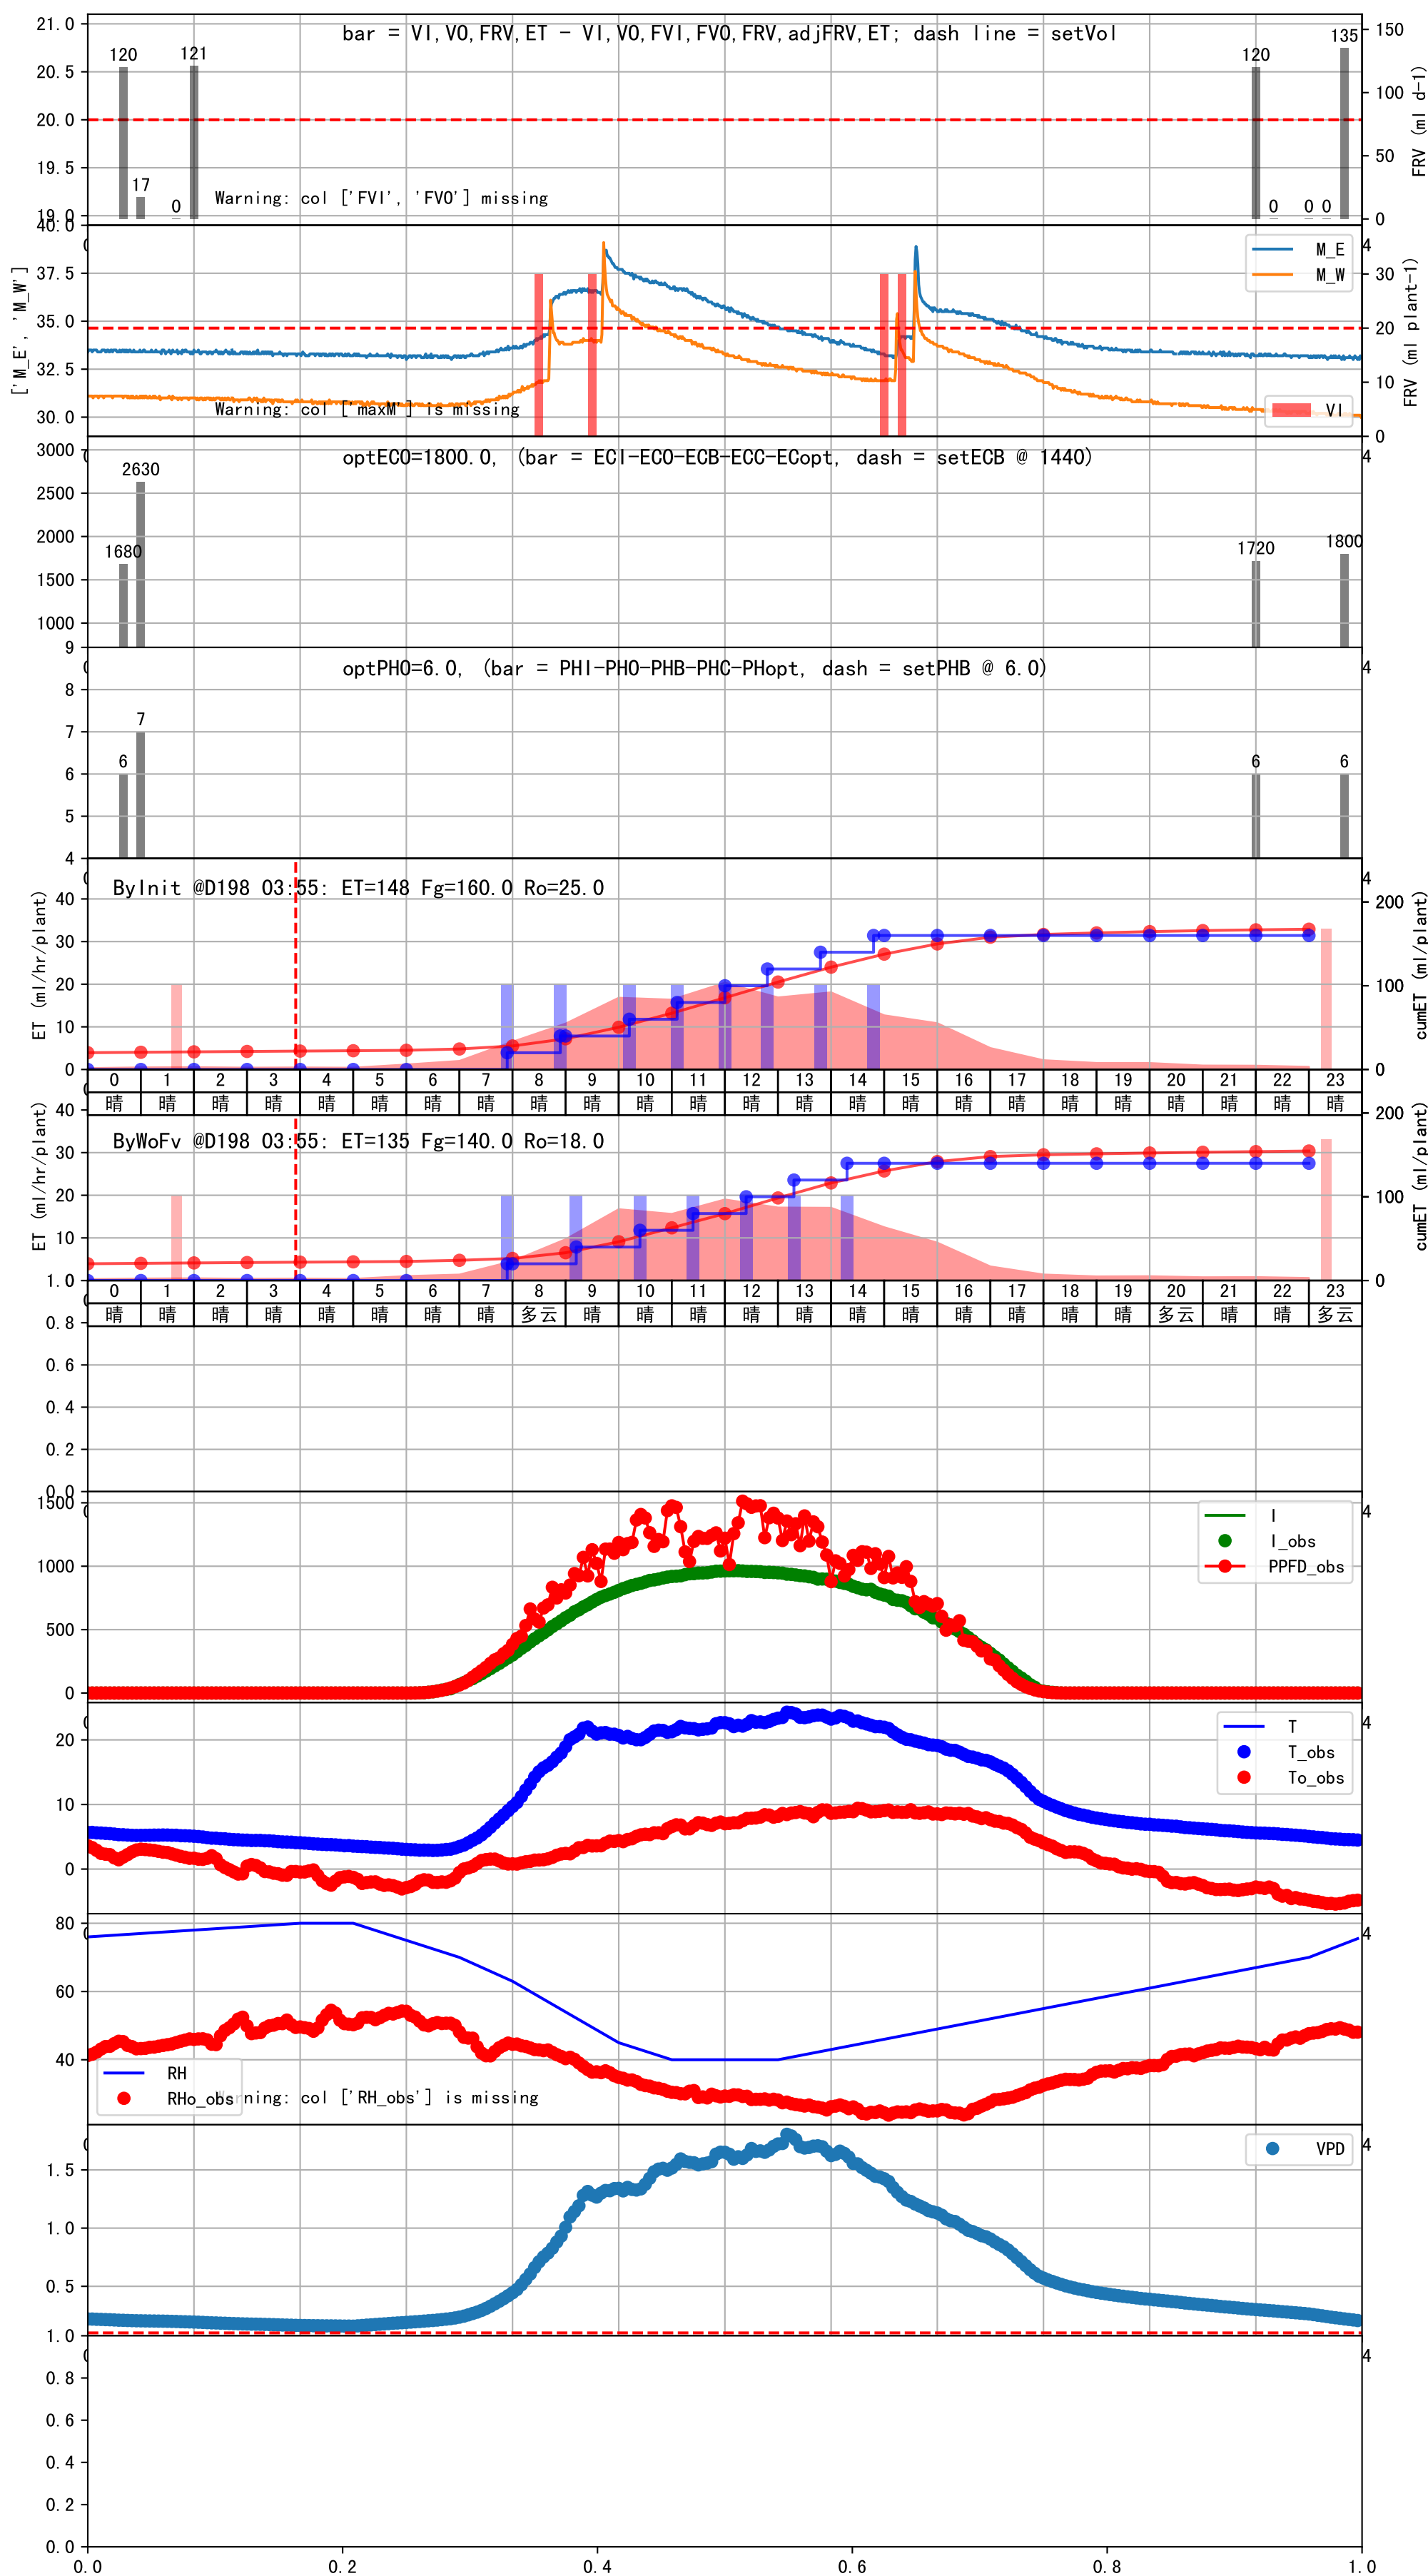 bar = VI,VO,FRV,ET - VI,VO,FVI,FVO,FRV,adjFRV,ET; dash line = setVol
21.0
20.5
20.0
19.5
19.0
150
100
50
0
FRV (ml d-1)
120
17
0
121
120
0
0
0
135
Warning: col ['FVI', 'FVO'] missing
['M_E', 'M_W']
40.0
37.5
35.0
32.5
30.0
4
30
20
10
0
FRV (ml plant-1)
M_E
M_W
VI
Warning: col ['maxM'] is missing
optECO=1800.0, (bar = ECI-ECO-ECB-ECC-ECopt, dash = setECB @ 1440)
3000
2500
2000
1500
1000
1680
2630
1720
1800
4
optPHO=6.0, (bar = PHI-PHO-PHB-PHC-PHopt, dash = setPHB @ 6.0)
9
8
7
6
5
4
6
7
6
6
4
ByInit @D198 03:55: ET=148 Fg=160.0 Ro=25.0
ET (ml/hr/plant)
40
30
20
10
0
4
200
100
0
cumET (ml/plant)
0 1 2 3 4 5 6 7 8 9 10 11 12 13 14 15 16 17 18 19 20 21 22 23
晴 晴 晴 晴 晴 晴 晴 晴 晴 晴 晴 晴 晴 晴 晴 晴 晴 晴 晴 晴 晴 晴 晴 晴
ByWoFv @D198 03:55: ET=135 Fg=140.0 Ro=18.0
ET (ml/hr/plant)
40
30
20
10
200
100
0
cumET (ml/plant)
0 1 2 3 4 5 6 7 8 9 10 11 12 13 14 15 16 17 18 19 20 21 22 23
晴 晴 晴 晴 晴 晴 晴 晴 多云 晴 晴 晴 晴 晴 晴 晴 晴 晴 晴 晴 多云 晴 晴 多云
1.0
0.8
0.6
0.4
0.2
0.0
1500
1000
500
0
4
I
I_obs
PPFD_obs
20
10
0
4
T
T_obs
To_obs
80
60
40
4
RH
RHo_obs
Warning: col ['RH_obs'] is missing
1.5
1.0
0.5
4
VPD
1.0
0.8
0.6
0.4
0.2
0.0
4
0.0 0.2 0.4 0.6 0.8 1.0